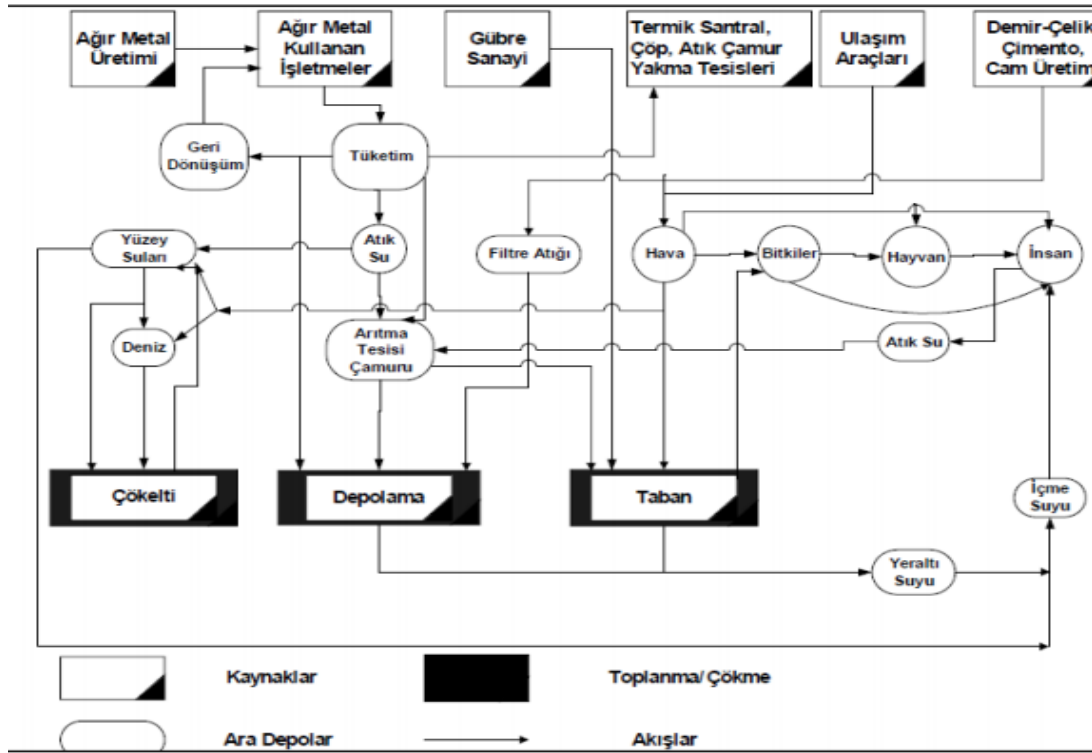 Ağır Metal
Üretimi
Ağır Metal
Kullanan
İşletmeler
Gübre
Sanayi
Termik Santral,
Çöp, Atık Çamur
Yakma Tesisleri
Ulaşım
Araçları
Demir-Çelik
Çimento,
Cam Üretim
Geri
Dönüşüm
Tüketim
Yüzey
Suları
Atık
Su
Filtre Atığı
Hava
Bitkiler
Hayvan
İnsan
Deniz
Arıtma
Tesisi
Çamuru
Atık Su
Çökelti
Depolama
Taban
İçme
Suyu
Yeraltı
Suyu
Kaynaklar
Toplanma/Çökme
Ara Depolar
Akışlar